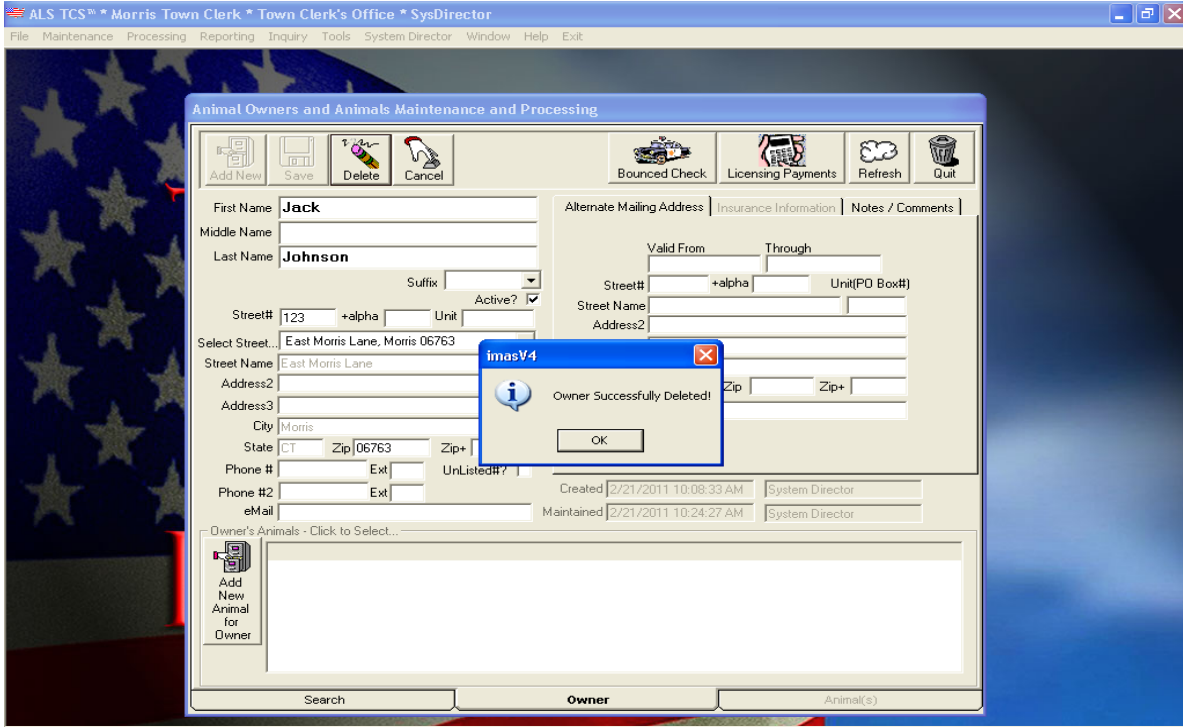 ALS TCS™ * Morris Town Clerk * Town Clerk's Office * SysDirector
File Maintenance Processing Reporting Inquiry Tools System Director Window Help Exit
Animal Owners and Animals Maintenance and Processing
Add New Save Delete Cancel Bounced Check Licensing Payments Refresh Quit
First Name Jack
Middle Name
Last Name Johnson
Suffix
Active?
Street# 123 +alpha Unit
Select Street... East Morris Lane, Morris 06763
Street Name East Morris Lane
Address2
Address3
City Morris
State CT Zip 06763 Zip+
Phone # Ext UnListed#?
Phone #2 Ext
eMail
Alternate Mailing Address Insurance Information Notes / Comments
Valid From Through
Street# +alpha Unit(PO Box#)
Street Name
Address2
Zip Zip+
imasV4
Owner Successfully Deleted!
OK
Created 2/21/2011 10:08:33 AM System Director
Maintained 2/21/2011 10:24:27 AM System Director
Owner's Animals - Click to Select...
Add
New
Animal
for
Owner
Search Owner Animal(s)